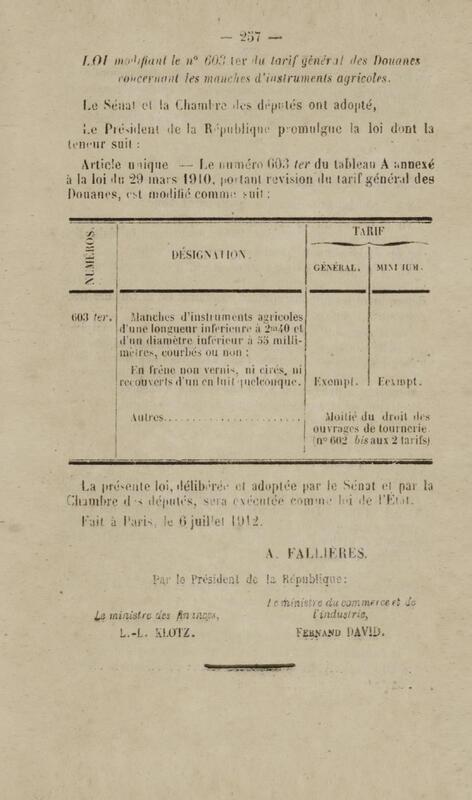 — 257 —
LOI modifiant le n° 603 ter du tarif général des Douanes
concernant les manches d'instruments agricoles.
Le Sénat et la Chambre des députés ont adopté,
Le Président de la République promulgue la loi dont la
teneur suit :
Article unique — Le numéro 603 ter du tableau A annexé
à la loi du 29 mars 1910, portant revision du tarif général des
Douanes, est modifié comme suit :
NUMÉROS.
DÉSIGNATION.
TARIF
GÉNÉRAL.
MINIMUM.
603 ter.
Manches d'instruments agricoles
d'une longueur inférieure à 2m40 et
d'un diamètre inférieur à 55 milli-
mètres, courbés ou non :
En frêne non vernis, ni cirés, ni
recouverts d'un enduit quelconque.
Exempt.
Eexmpt.
Autres........................
Moitié du droit des
ouvrages de tournerie.
(n° 602 bis aux 2 tarifs)
La présente loi, délibérée et adoptée par le Sénat et par la
Chambre des députés, sera exécutée comme loi de l'État.
Fait à Paris, le 6 juillet 1912.
A. FALLIÈRES.
Par le Président de la République :
Le ministre des finances,
L.-L. KLOTZ.
Le ministre du commerce et de
l'industrie,
FERNAND DAVID.